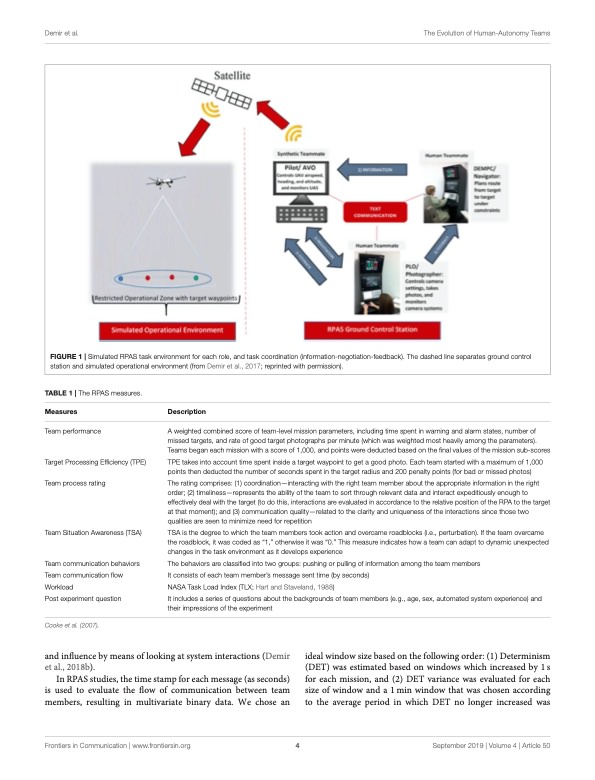 Demir et al.
The Evolution of Human-Autonomy Teams
Satellite
Synthetic Teammate
Pilot/ AVO
Controls UAV airspeed,
heading, and altitude,
and monitors UAS
INFORMATION
Human Teammate
DEMPC/
Navigator:
Plans route
from target
to target
under
constraints
TEXT
COMMUNICATION
Human Teammate
PLO/
Photographer:
Controls camera
settings, takes
photos, and
monitors
camera systems
Restricted Operational Zone with target waypoints
Simulated Operational Environment
RPAS Ground Control Station
FIGURE 1 | Simulated RPAS task environment for each role, and task coordination (information-negotiation-feedback). The dashed line separates ground control
station and simulated operational environment (from Demir et al., 2017; reprinted with permission).
TABLE 1 | The RPAS measures.
Measures Description
Team performance A weighted combined score of team-level mission parameters, including time spent in warning and alarm states, number of
missed targets, and rate of good target photographs per minute (which was weighted most heavily among the parameters).
Teams began each mission with a score of 1,000, and points were deducted based on the final values of the mission sub-scores
Target Processing Efficiency (TPE) TPE takes into account time spent inside a target waypoint to get a good photo. Each team started with a maximum of 1,000
points then deducted the number of seconds spent in the target radius and 200 penalty points (for bad or missed photos)
Team process rating The rating comprises: (1) coordination—interacting with the right team member about the appropriate information in the right
order; (2) timeliness—represents the ability of the team to sort through relevant data and interact expeditiously enough to
effectively deal with the target (to do this, interactions are evaluated in accordance to the relative position of the RPA to the target
at that moment); and (3) communication quality—related to the clarity and uniqueness of the interactions since those two
qualities are seen to minimize need for repetition
Team Situation Awareness (TSA) TSA is the degree to which the team members took action and overcame roadblocks (i.e., perturbation). If the team overcame
the roadblock, it was coded as "1," otherwise it was "0." This measure indicates how a team can adapt to dynamic unexpected
changes in the task environment as it develops experience
Team communication behaviors The behaviors are classified into two groups: pushing or pulling of information among the team members
Team communication flow It consists of each team member's message sent time (by seconds)
Workload NASA Task Load Index (TLX; Hart and Staveland, 1988)
Post experiment question It includes a series of questions about the backgrounds of team members (e.g., age, sex, automated system experience) and
their impressions of the experiment
Cooke et al. (2007).
and influence by means of looking at system interactions (Demir
et al., 2018b).
In RPAS studies, the time stamp for each message (as seconds)
is used to evaluate the flow of communication between team
members, resulting in multivariate binary data. We chose an
ideal window size based on the following order: (1) Determinism
(DET) was estimated based on windows which increased by 1 s
for each mission, and (2) DET variance was evaluated for each
size of window and a 1 min window that was chosen according
to the average period in which DET no longer increased was
Frontiers in Communication | www.frontiersin.org
4
September 2019 | Volume 4 | Article 50